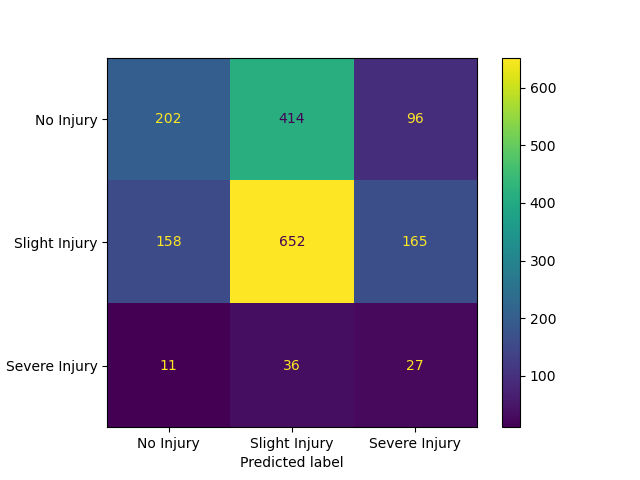 No Injury 202 414 96
Slight Injury 158 652 165
Severe Injury 11 36 27
No Injury Slight Injury Severe Injury
Predicted label
600
500
400
300
200
100